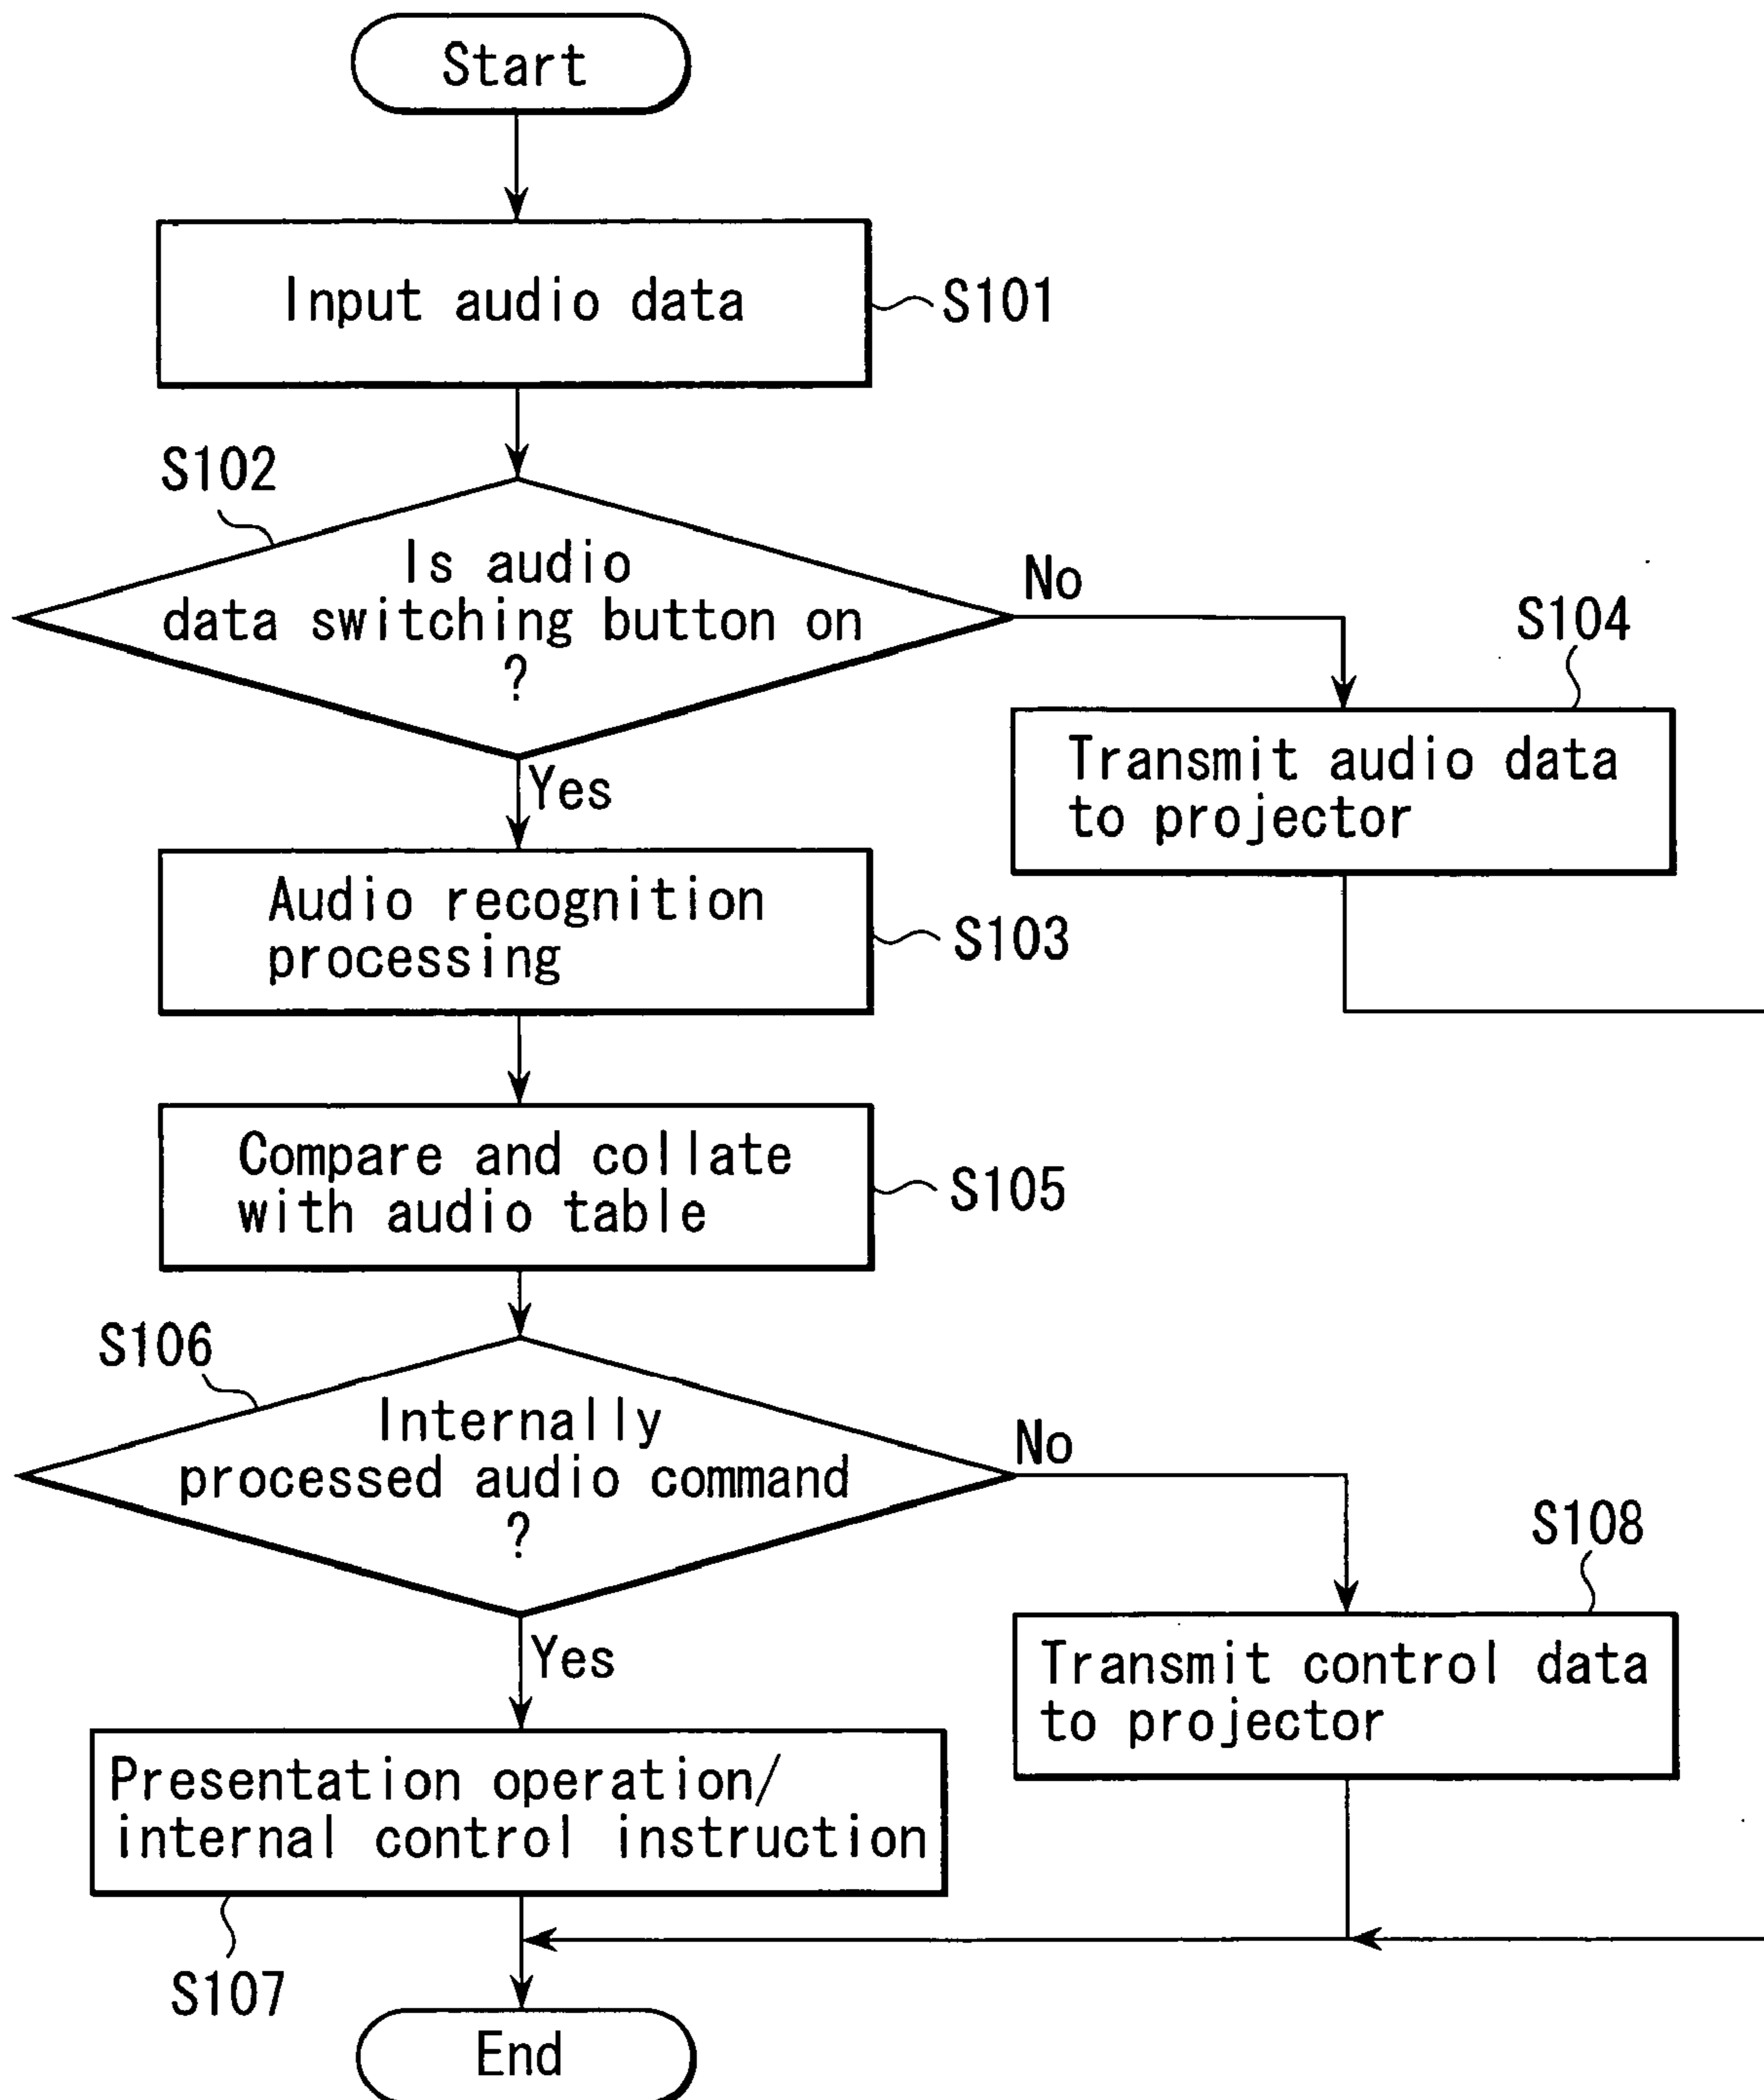 Start
Input audio data
S101
S102
Is audio
data switching button on
?
No
Yes
S104
Transmit audio data
to projector
Audio recognition
processing
S103
Compare and collate
with audio table
S105
S106
Internally
processed audio command
?
No
Yes
S108
Transmit control data
to projector
Presentation operation/
internal control instruction
S107
End